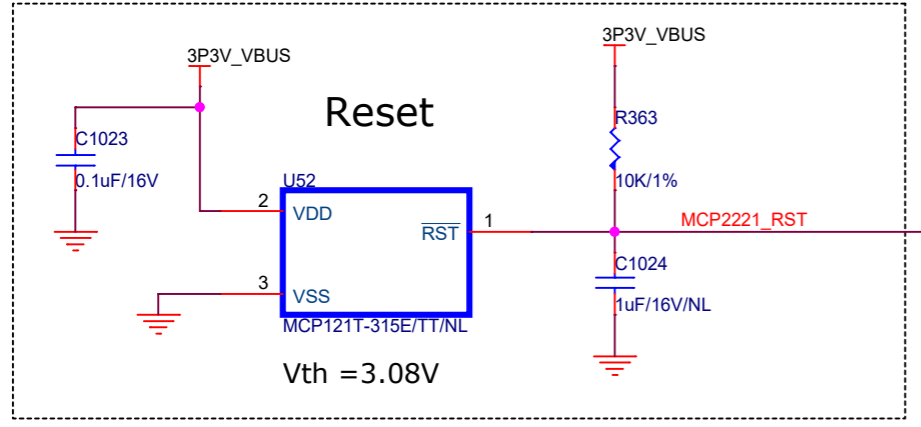 3P3V_VBUS
3P3V_VBUS
Reset
C1023
0.1uF/16V
R363
10K/1%
U52
2
VDD
RST
1
MCP2221_RST
3
VSS
C1024
1uF/16V/NL
MCP121T-315E/TT/NL
Vth =3.08V